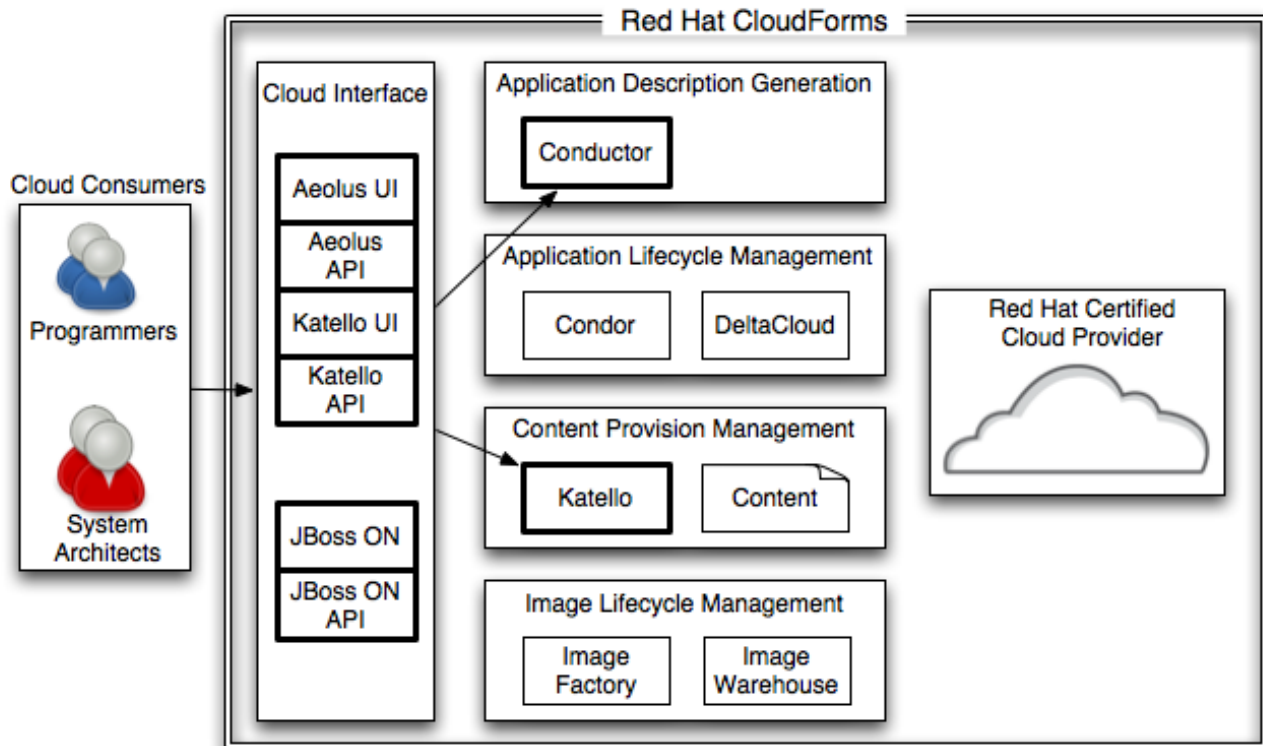 Red Hat CloudForms
Cloud Consumers
Programmers
System
Architects
Cloud Interface
Aeolus UI
Aeolus
API
Katello UI
Katello
API
JBoss ON
JBoss ON
API
Application Description Generation
Conductor
Application Lifecycle Management
Condor
DeltaCloud
Content Provision Management
Katello
Content
Image Lifecycle Management
Image
Factory
Image
Warehouse
Red Hat Certified
Cloud Provider